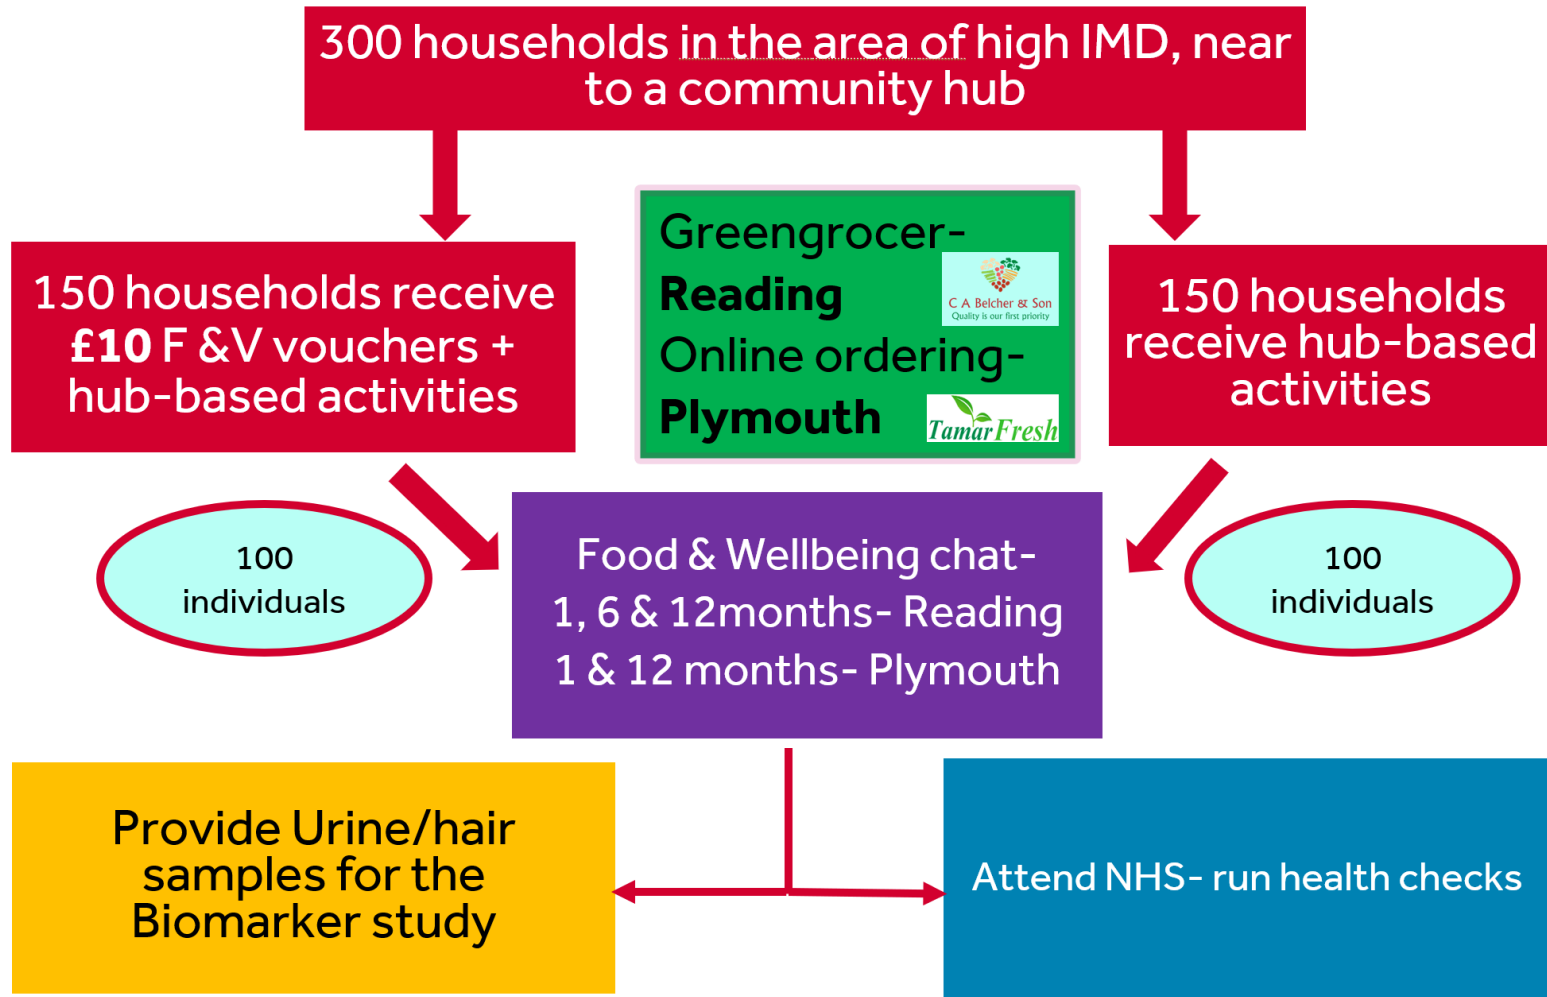 300 households in the area of high IMD, near
to a community hub
150 households receive
£10 F &V vouchers +
hub-based activities
Greengrocer-
Reading
C A Belcher & Son
Quality is our first priority
Online ordering-
Plymouth
TamarFresh
150 households
receive hub-based
activities
100
individuals
Food & Wellbeing chat-
1, 6 & 12months- Reading
1 & 12 months- Plymouth
100
individuals
Provide Urine/hair
samples for the
Biomarker study
Attend NHS- run health checks